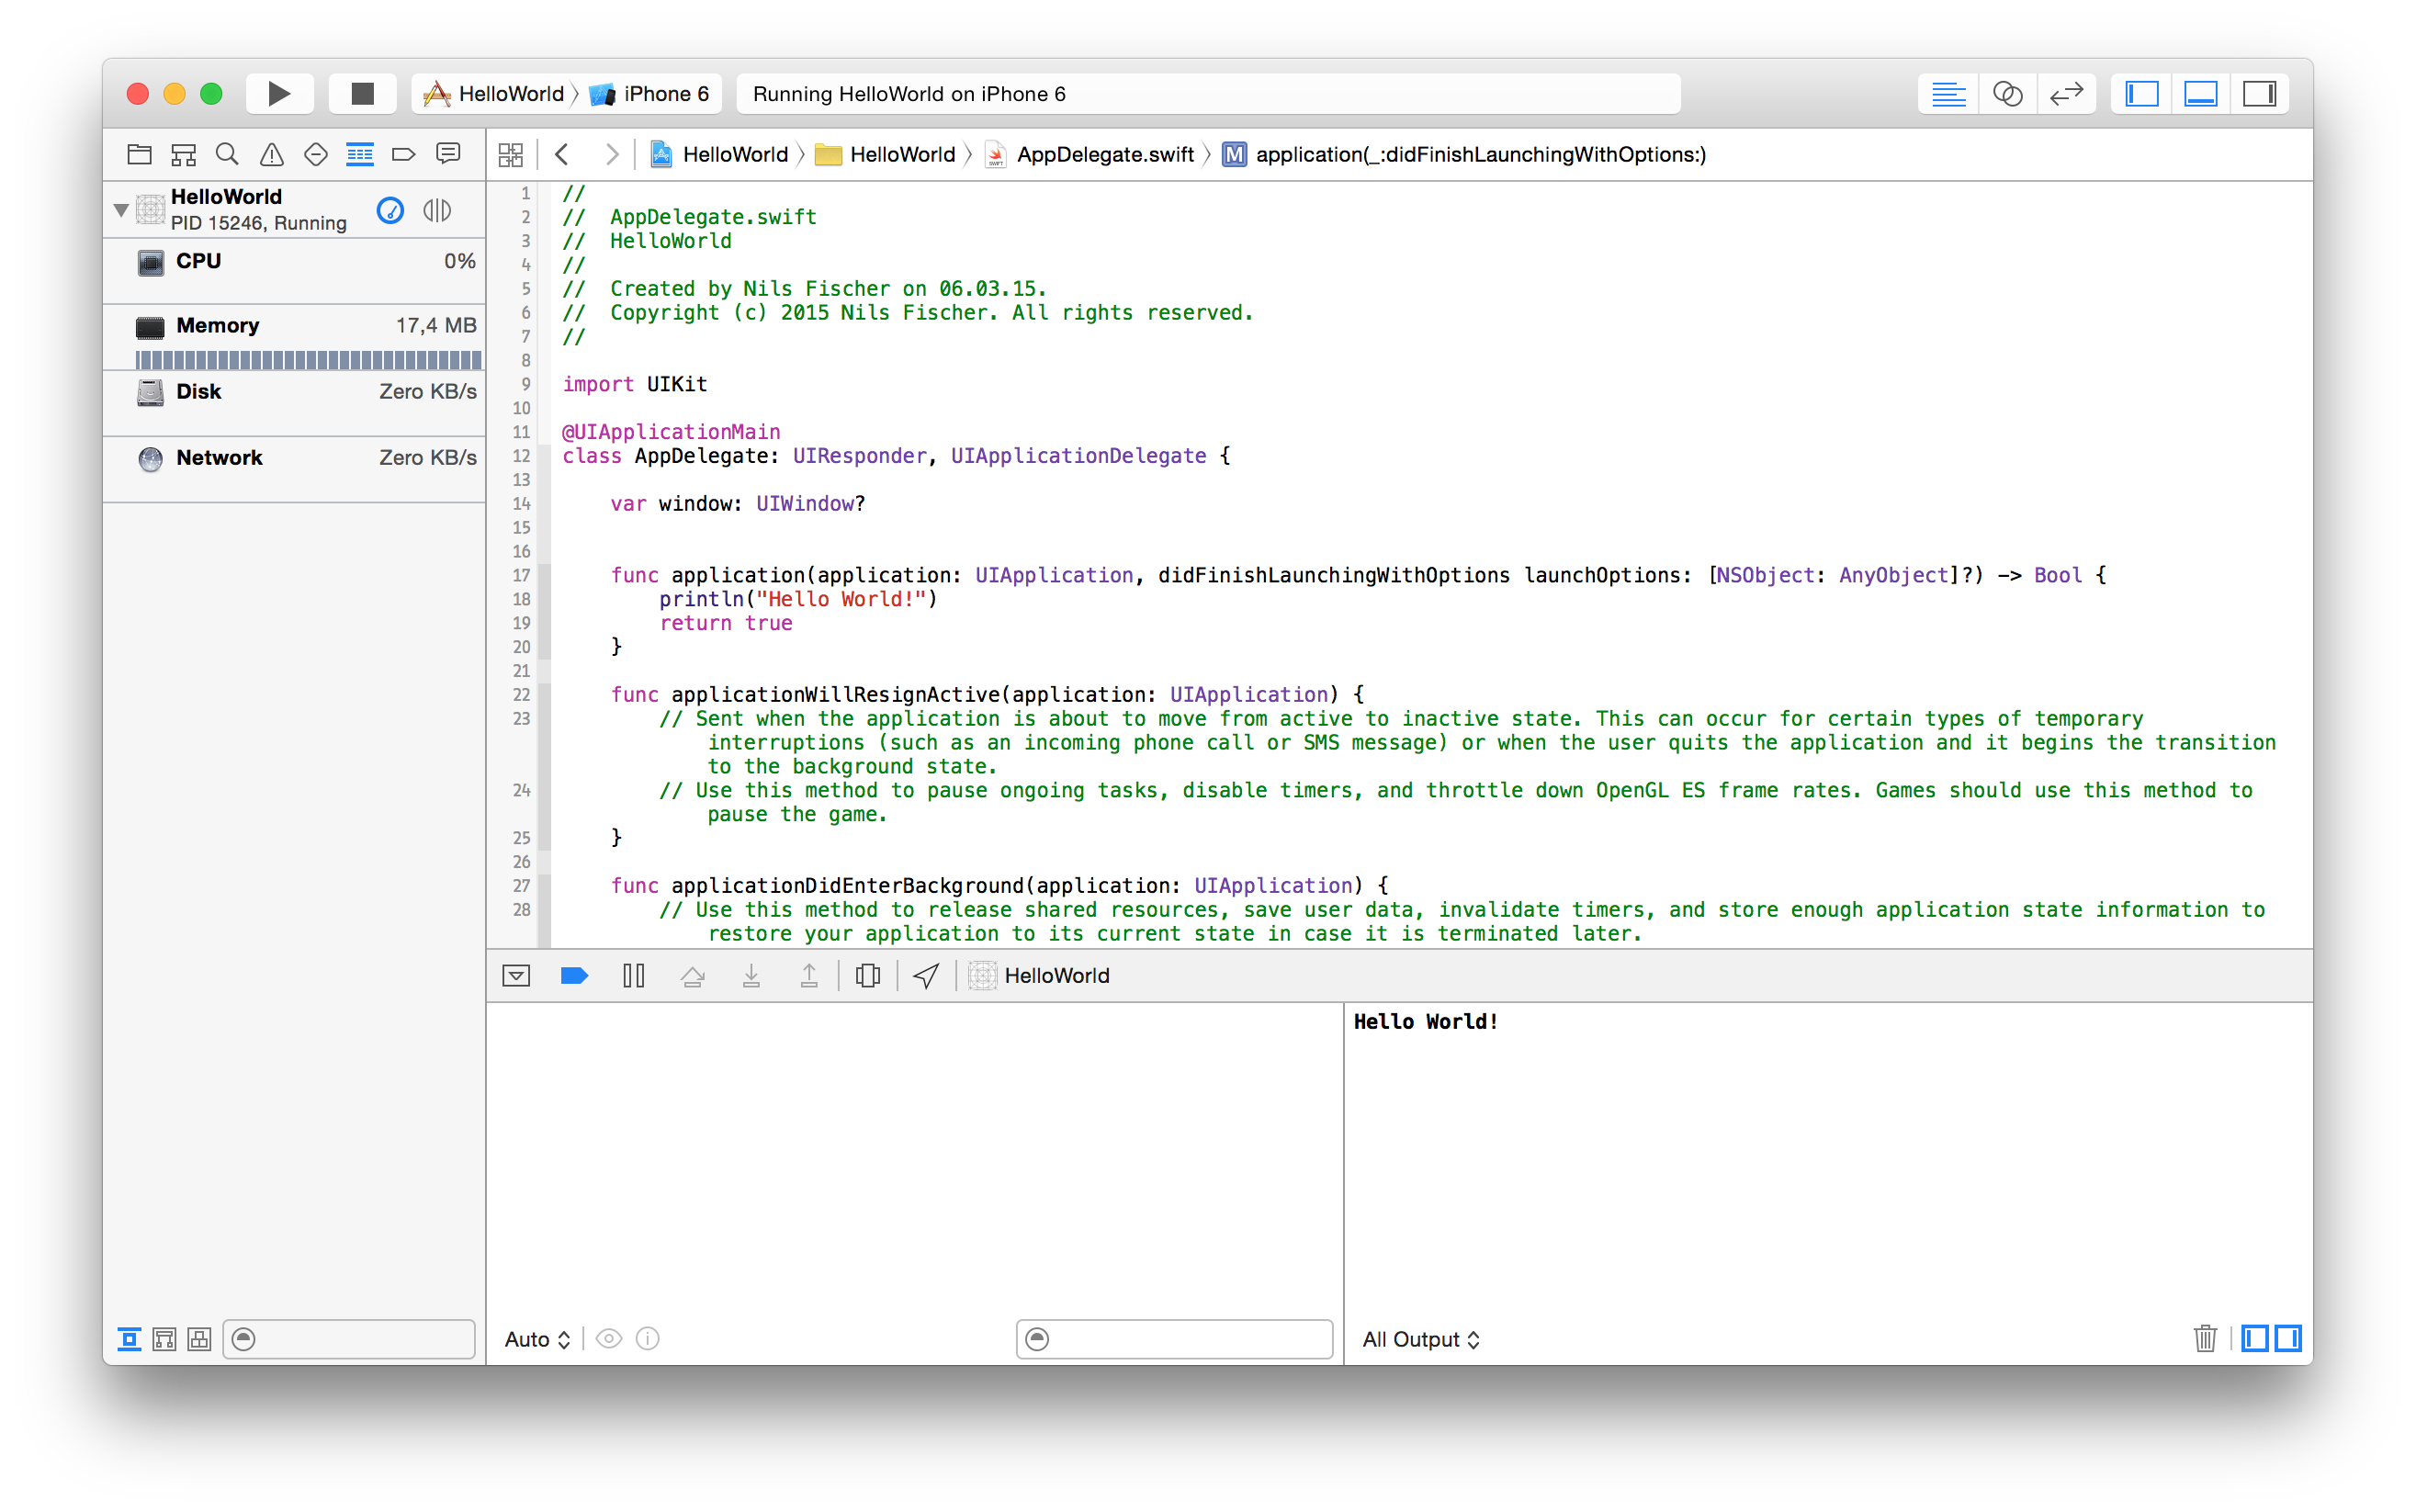 HelloWorld iPhone 6 Running HelloWorld on iPhone 6
HelloWorld HelloWorld AppDelegate.swift M application(_:didFinishLaunchingWithOptions:)
HelloWorld
PID 15246, Running
CPU 0%
Memory 17,4 MB
Disk Zero KB/s
Network Zero KB/s
1 //
2 //  AppDelegate.swift
3 //  HelloWorld
4 //
5 //  Created by Nils Fischer on 06.03.15.
6 //  Copyright (c) 2015 Nils Fischer. All rights reserved.
7 //
8
9 import UIKit
10
11 @UIApplicationMain
12 class AppDelegate: UIResponder, UIApplicationDelegate {
13
14     var window: UIWindow?
15
16
17     func application(application: UIApplication, didFinishLaunchingWithOptions launchOptions: [NSObject: AnyObject]?) -> Bool {
18         println("Hello World!")
19         return true
20     }
21
22     func applicationWillResignActive(application: UIApplication) {
23         // Sent when the application is about to move from active to inactive state. This can occur for certain types of temporary
interruptions (such as an incoming phone call or SMS message) or when the user quits the application and it begins the transition
to the background state.
24         // Use this method to pause ongoing tasks, disable timers, and throttle down OpenGL ES frame rates. Games should use this method to
pause the game.
25     }
26
27     func applicationDidEnterBackground(application: UIApplication) {
28         // Use this method to release shared resources, save user data, invalidate timers, and store enough application state information to
restore your application to its current state in case it is terminated later.
HelloWorld
Hello World!
Auto All Output